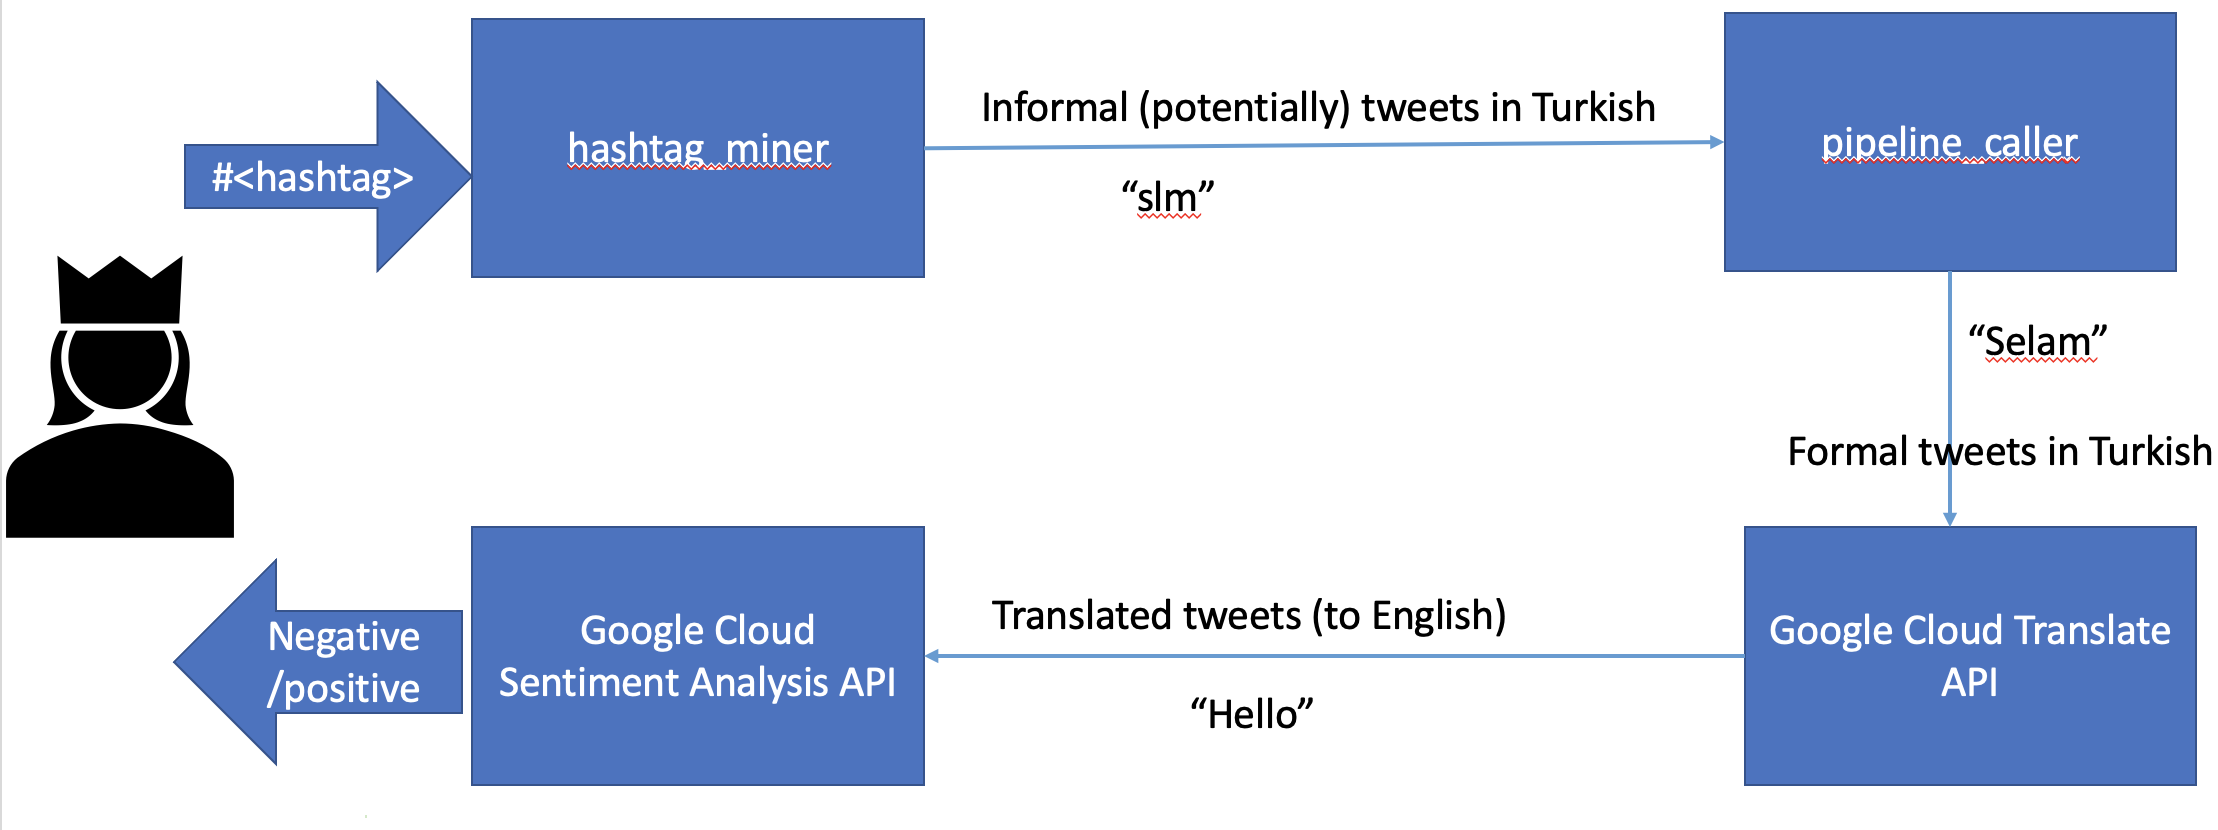 #<hashtag>
hashtag_miner
Informal (potentially) tweets in Turkish
“slm”
pipeline_caller
“Selam”
Formal tweets in Turkish
Google Cloud Translate
API
Translated tweets (to English)
“Hello”
Google Cloud
Sentiment Analysis API
Negative
/positive